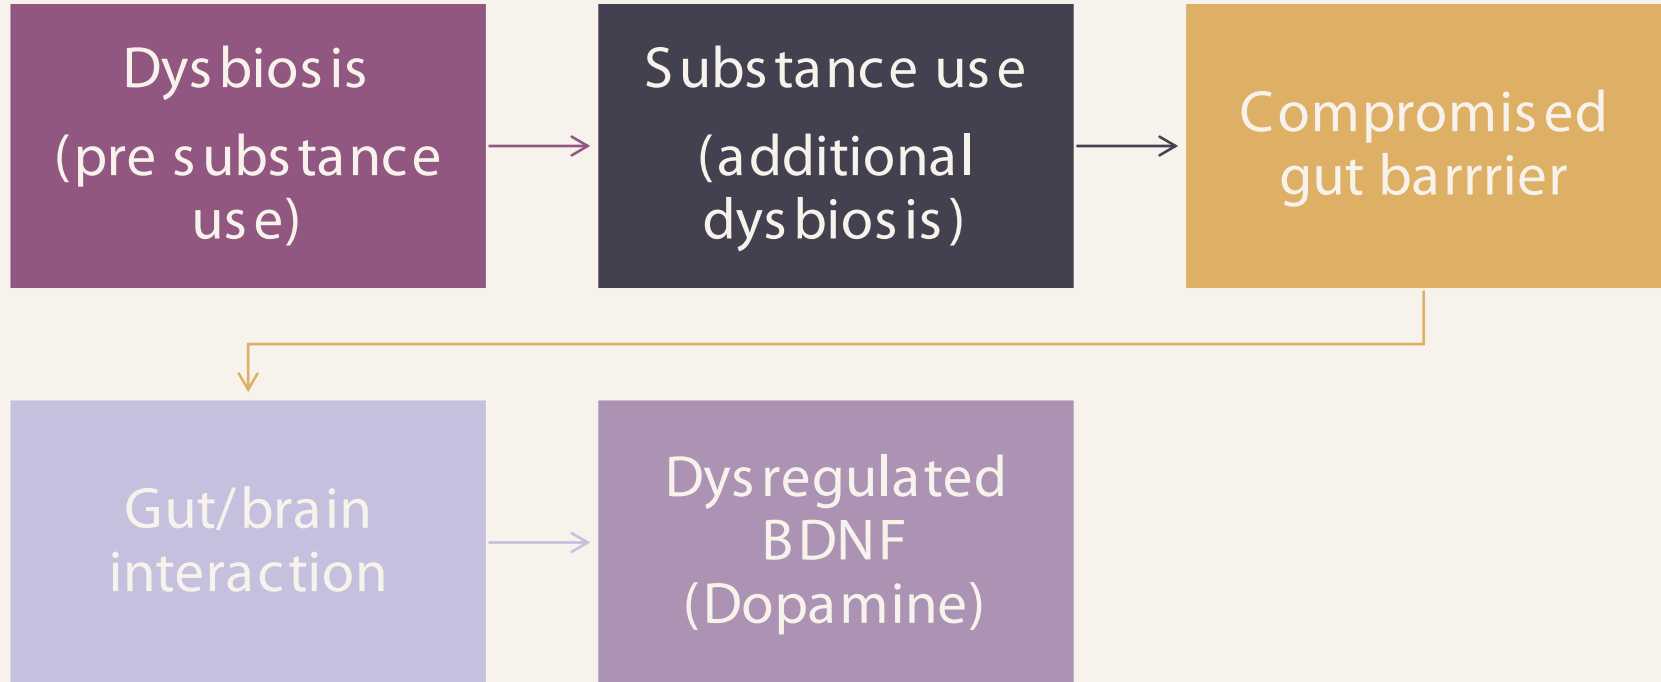 Dysbiosis
(pre substance
use)
Substance use
(additional
dysbiosis)
Compromised
gut barrrier
Gut/brain
interaction
Dysregulated
BDNF
(Dopamine)